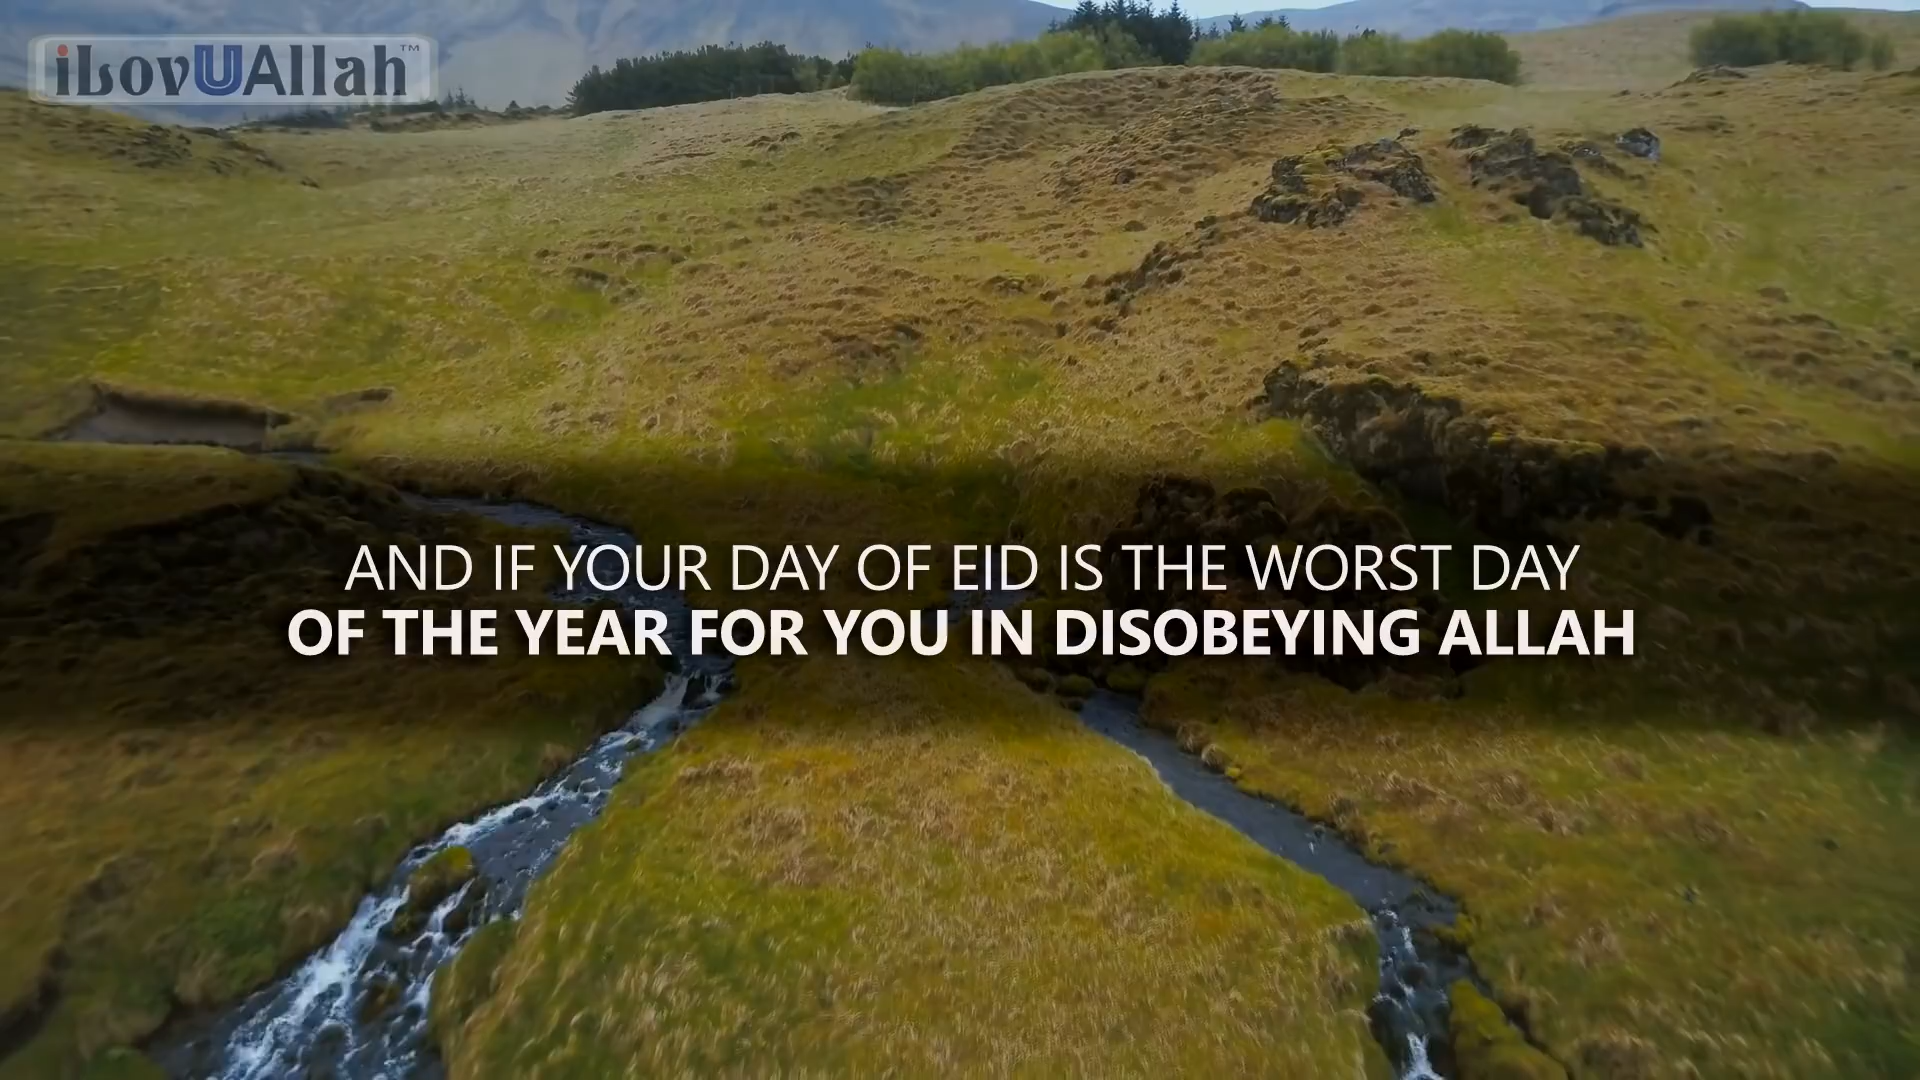 iLovUAllah™
AND IF YOUR DAY OF EID IS THE WORST DAY
OF THE YEAR FOR YOU IN DISOBEYING ALLAH